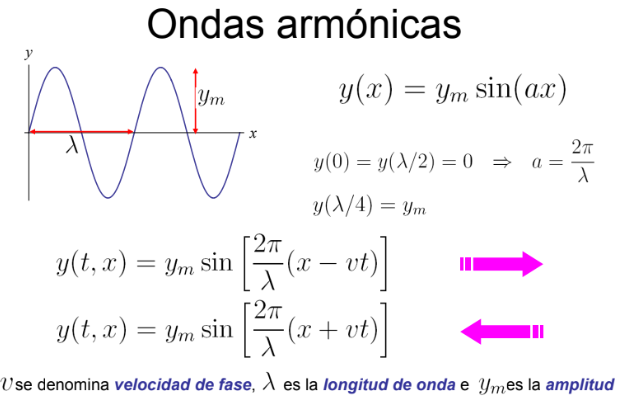 Ondas armónicas
y
y_m
x
λ
y(x) = y_m sin(ax)
y(0) = y(λ/2) = 0 ⇒ a = 2π/λ
y(λ/4) = y_m
y(t, x) = y_m sin [2π/λ (x − vt)]
y(t, x) = y_m sin [2π/λ (x + vt)]
v se denomina velocidad de fase, λ es la longitud de onda e y_m es la amplitud